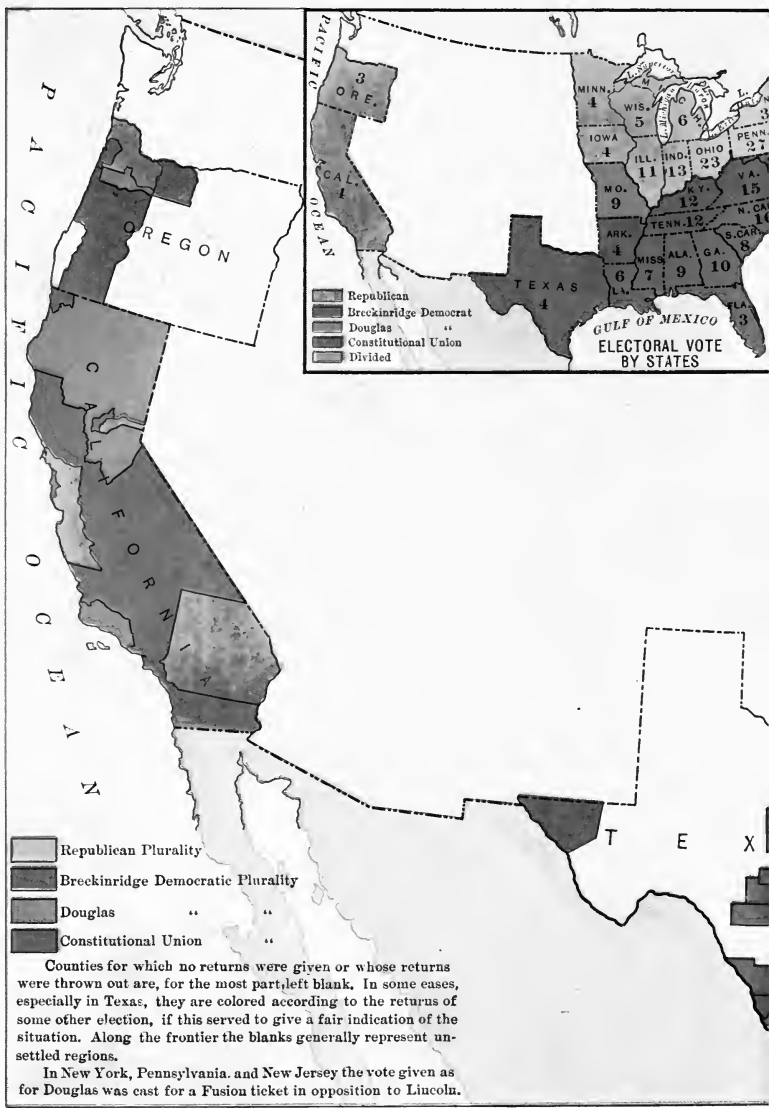 PACIFIC OCEAN
OREGON
CALIFORNIA
TEX
PACIFIC
OCEAN
3
ORE.
CAL.
4
MINN.
4
WIS.
5
IOWA
4
L. Superior
L. Michigan
L. Huron
MICH.
6
L.
L. Erie
N
3
PENN.
27
ILL.
11
IND.
13
OHIO
23
MO.
9
KY.
12
VA.
15
TENN. 12
N. CA
10
ARK.
4
S. CAR.
8
MISS
7
ALA.
9
GA.
10
TEXAS
4
6
LA.
FLA.
3
GULF OF MEXICO
Republican
Breckinridge Democrat
Douglas "
Constitutional Union
Divided
ELECTORAL VOTE
BY STATES
Republican Plurality
Breckinridge Democratic Plurality
Douglas " "
Constitutional Union "
Counties for which no returns were given or whose returns
were thrown out are, for the most part, left blank. In some cases,
especially in Texas, they are colored according to the returns of
some other election, if this served to give a fair indication of the
situation. Along the frontier the blanks generally represent un-
settled regions.
In New York, Pennsylvania. and New Jersey the vote given as
for Douglas was cast for a Fusion ticket in opposition to Lincoln.